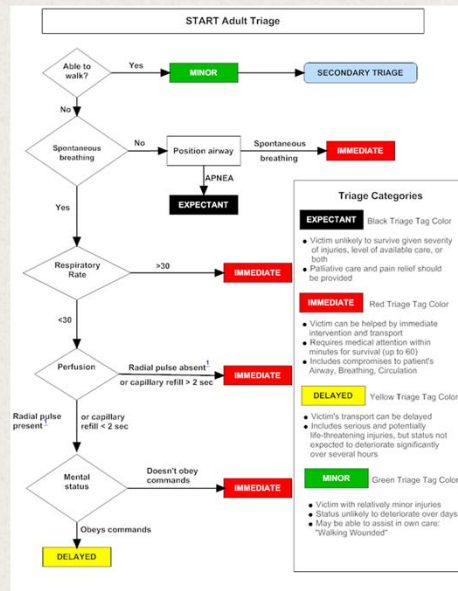 START Adult Triage
Able to
walk?
Yes
MINOR
SECONDARY TRIAGE
No
Spontaneous
breathing
No
Position airway
Spontaneous
breathing
IMMEDIATE
APNEA
EXPECTANT
Yes
Respiratory
Rate
>30
IMMEDIATE
<30
Perfusion
Radial pulse absent¹
or capillary refill > 2 sec
IMMEDIATE
Radial pulse
present¹
or capillary
refill < 2 sec
Mental
status
Doesn't obey
commands
IMMEDIATE
Obeys commands
DELAYED
Triage Categories
EXPECTANT Black Triage Tag Color
• Victim unlikely to survive given severity
of injuries, level of available care, or
both
• Palliative care and pain relief should
be provided
IMMEDIATE Red Triage Tag Color
• Victim can be helped by immediate
intervention and transport
• Requires medical attention within
minutes for survival (up to 60)
• Includes compromises to patient's
Airway, Breathing, Circulation
DELAYED Yellow Triage Tag Color
• Victim's transport can be delayed
• Includes serious and potentially
life-threatening injuries, but status not
expected to deteriorate significantly
over several hours
MINOR Green Triage Tag Color
• Victim with relatively minor injuries
• Status unlikely to deteriorate over days
• May be able to assist in own care:
"Walking Wounded"